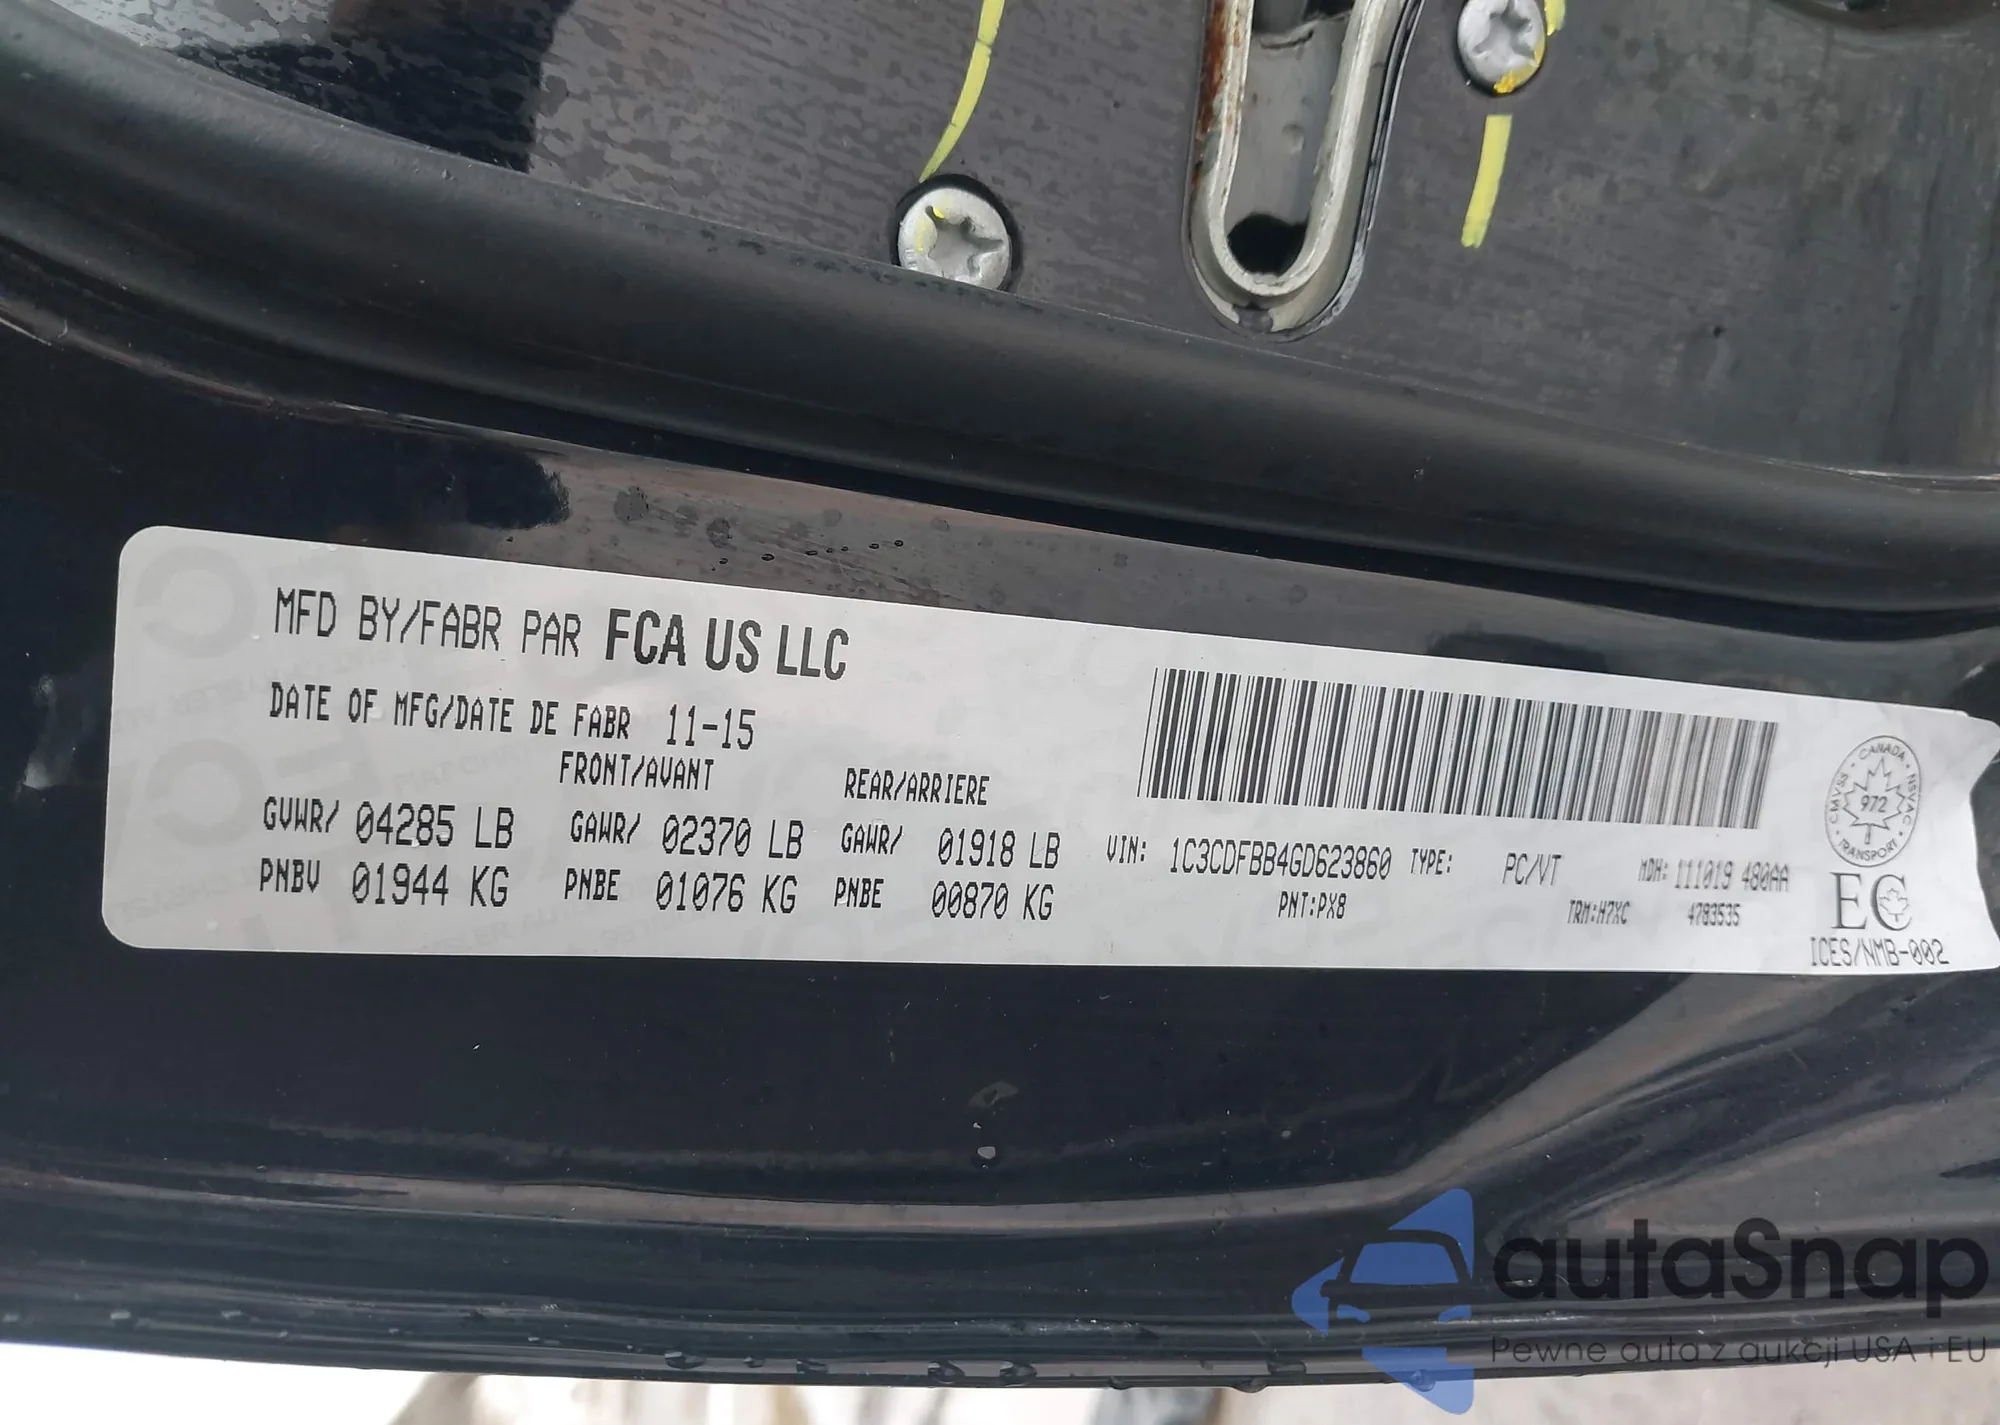 MFD BY/FABR PAR FCA US LLC
DATE OF MFG/DATE DE FABR 11-15
FRONT/AVANT REAR/ARRIERE
GVWR/ 04285 LB GAWR/ 02370 LB GAWR/ 01918 LB
PNBV 01944 KG PNBE 01076 KG PNBE 00870 KG
VIN: 1C3CDFBB4GD623860 TYPE: PC/VT MDH: 111019 480AA
PNT:PX8 TRM:H7XC 4783535
CANADA
CMVSS NSVAC
972
TRANSPORT
EC
ICES/NMB-002
autaSnap
Pewne auta z aukcji USA i EU